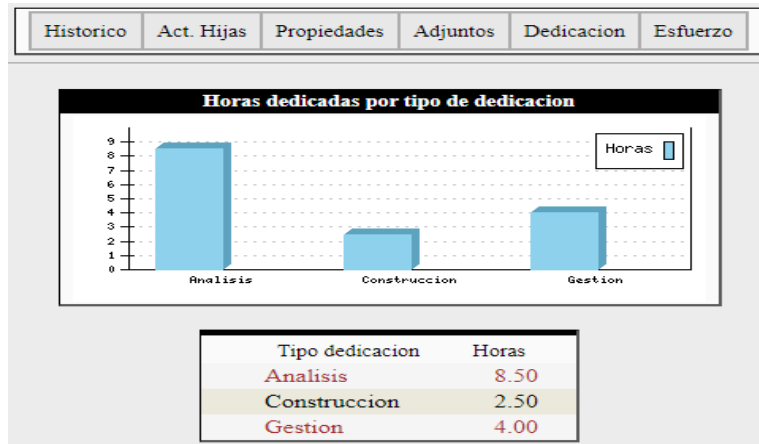 Historico Act. Hijas Propiedades Adjuntos Dedicacion Esfuerzo
Horas dedicadas por tipo de dedicacion
Horas
9
8
7
6
5
4
3
2
1
0
Analisis Construccion Gestion
Tipo dedicacion Horas
Analisis 8.50
Construccion 2.50
Gestion 4.00